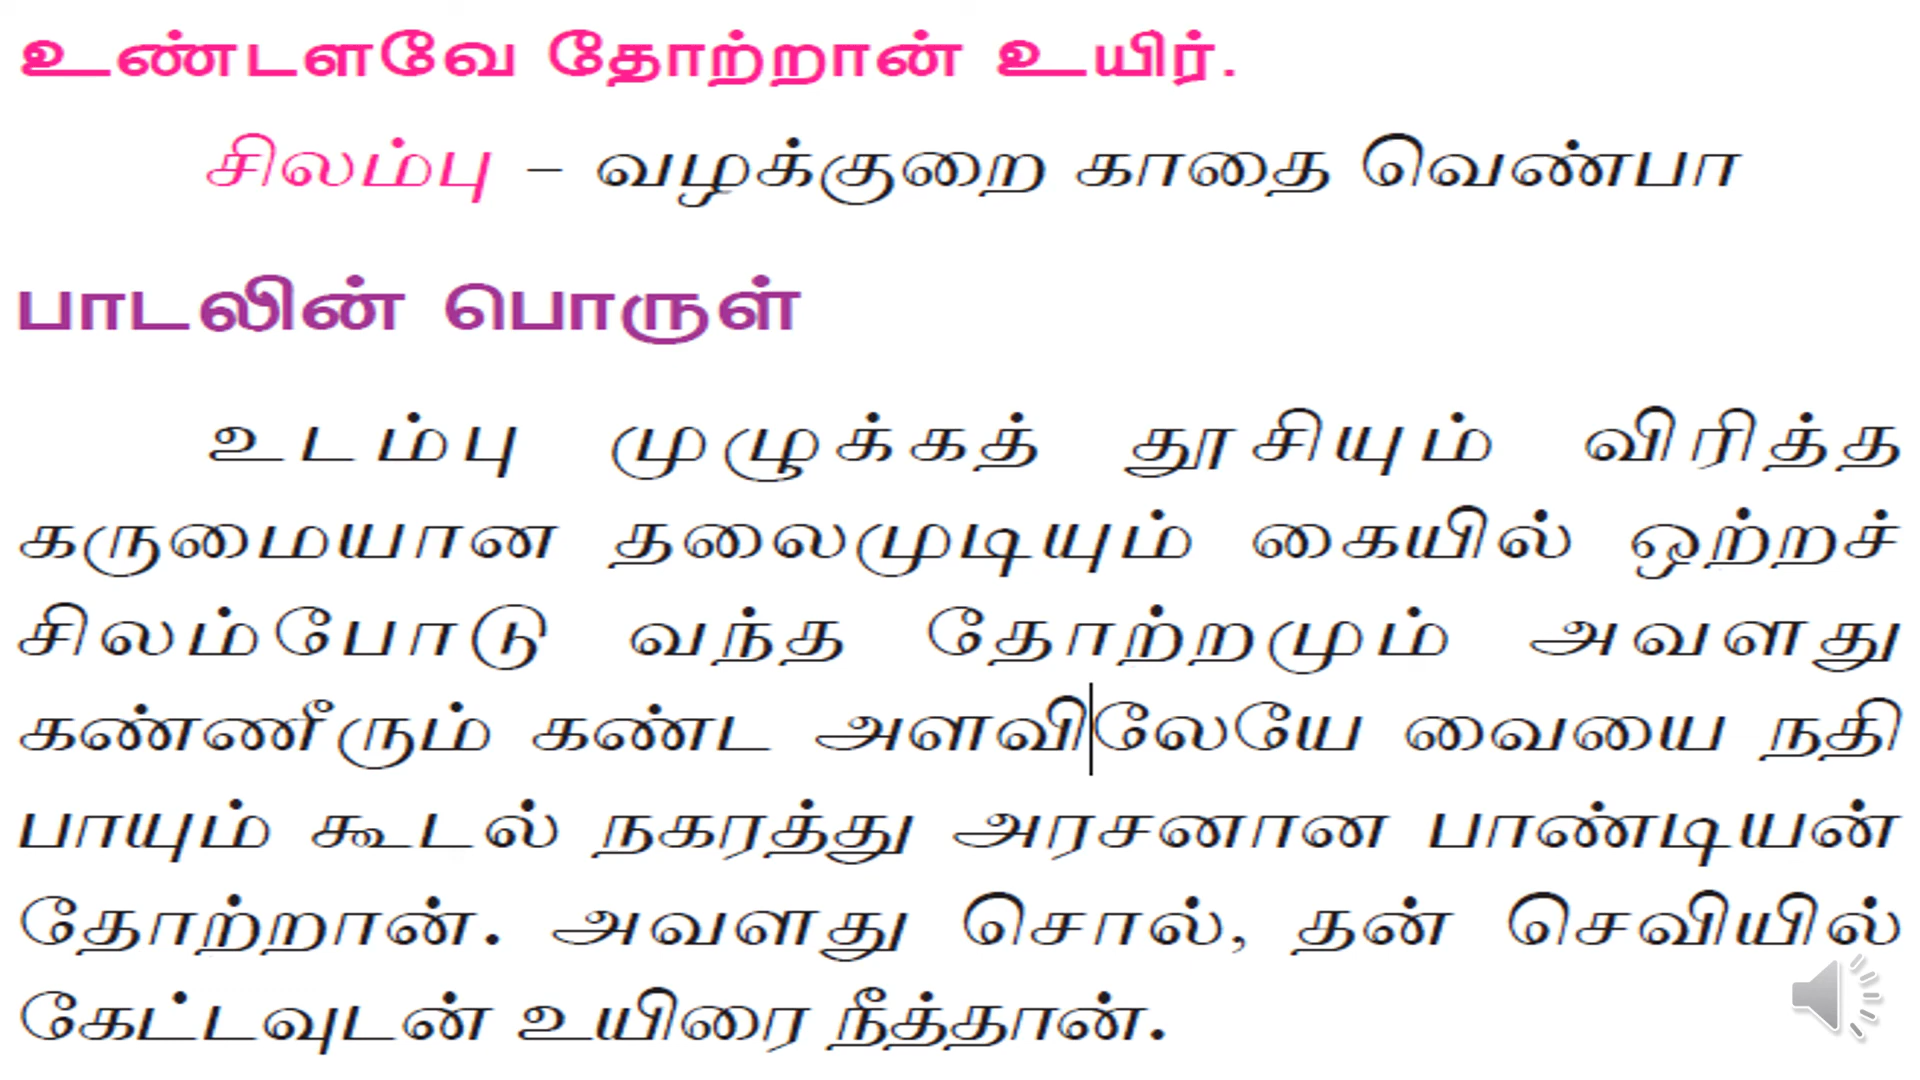 உண்டளவே தோற்றான் உயிர்.
சிலம்பு – வழக்குறை காதை வெண்பா
பாடலின் பொருள்
உடம்பு முழுக்கத் தூசியும் விரித்த
கருமையான தலைமுடியும் கையில் ஒற்றச்
சிலம்போடு வந்த தோற்றமும் அவளது
கண்ணீரும் கண்ட அளவிலேயே வையை நதி
பாயும் கூடல் நகரத்து அரசனான பாண்டியன்
தோற்றான். அவளது சொல், தன் செவியில்
கேட்டவுடன் உயிரை நீத்தான்.